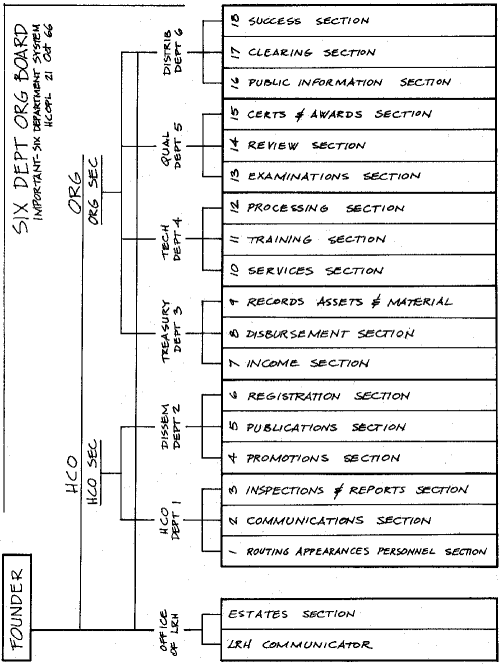 SIX DEPT ORG BOARD
IMPORTANT-SIX DEPARTMENT SYSTEM
HCOPL 21 Oct 66
FOUNDER
HCO
HCO SEC
ORG
ORG SEC
OFFICE
OF LRH
HCO
DEPT 1
DISSEM
DEPT 2
TREASURY
DEPT 3
TECH
DEPT 4
QUAL
DEPT 5
DISTRIB
DEPT 6
18 SUCCESS SECTION
17 CLEARING SECTION
16 PUBLIC INFORMATION SECTION
15 CERTS & AWARDS SECTION
14 REVIEW SECTION
13 EXAMINATIONS SECTION
12 PROCESSING SECTION
11 TRAINING SECTION
10 SERVICES SECTION
9 RECORDS ASSETS & MATERIAL
8 DISBURSEMENT SECTION
7 INCOME SECTION
6 REGISTRATION SECTION
5 PUBLICATIONS SECTION
4 PROMOTIONS SECTION
3 INSPECTIONS & REPORTS SECTION
2 COMMUNICATIONS SECTION
1 ROUTING APPEARANCES PERSONNEL SECTION
ESTATES SECTION
LRH COMMUNICATOR